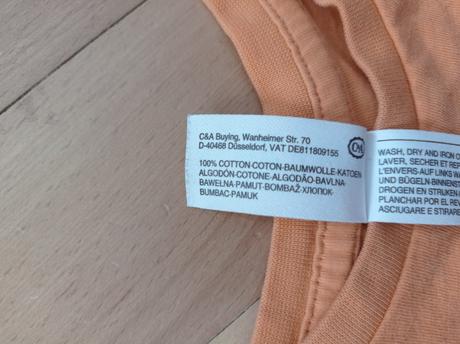 C&A Buying, Wanheimer Str. 70
D-40468 Düsseldorf, VAT DE811809155
C&A
100% COTTON-COTON-BAUMWOLLE-KATOEN
ALGODÓN-COTONE-ALGODÃO-BAVLNA-
BAWEŁNA-PAMUT-BOMBAŽ-ХЛОПОК-
BUMBAC-PAMUK
WASH, DRY AND IRON
LAVER, SECHER ET
L'ENVERS-AUF LINKS
UND BÜGELN-BINNENST
DROGEN EN STRIJKEN
PLANCHAR POR EL
ASCIUGARE E STIRARE